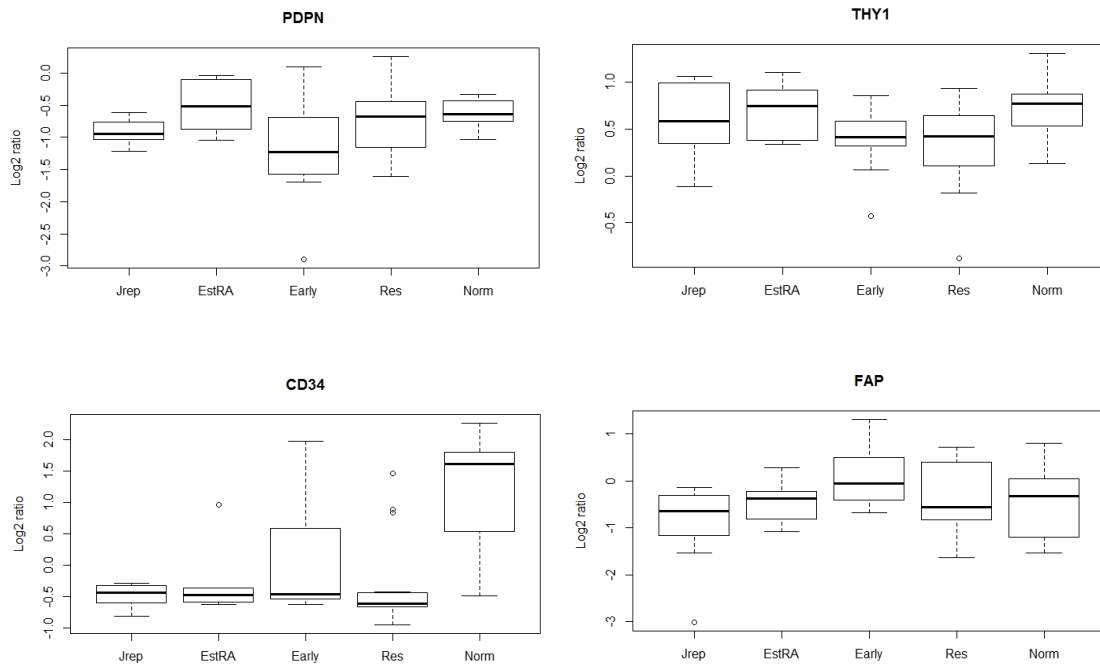 PDPN
Log2 ratio
0.0
-0.5
-1.0
-1.5
-2.0
-2.5
-3.0
Jrep EstRA Early Res Norm
THY1
Log2 ratio
1.0
0.5
0.0
-0.5
Jrep EstRA Early Res Norm
CD34
Log2 ratio
2.0
1.5
1.0
0.5
0.0
-0.5
-1.0
Jrep EstRA Early Res Norm
FAP
Log2 ratio
1
0
-1
-2
-3
Jrep EstRA Early Res Norm